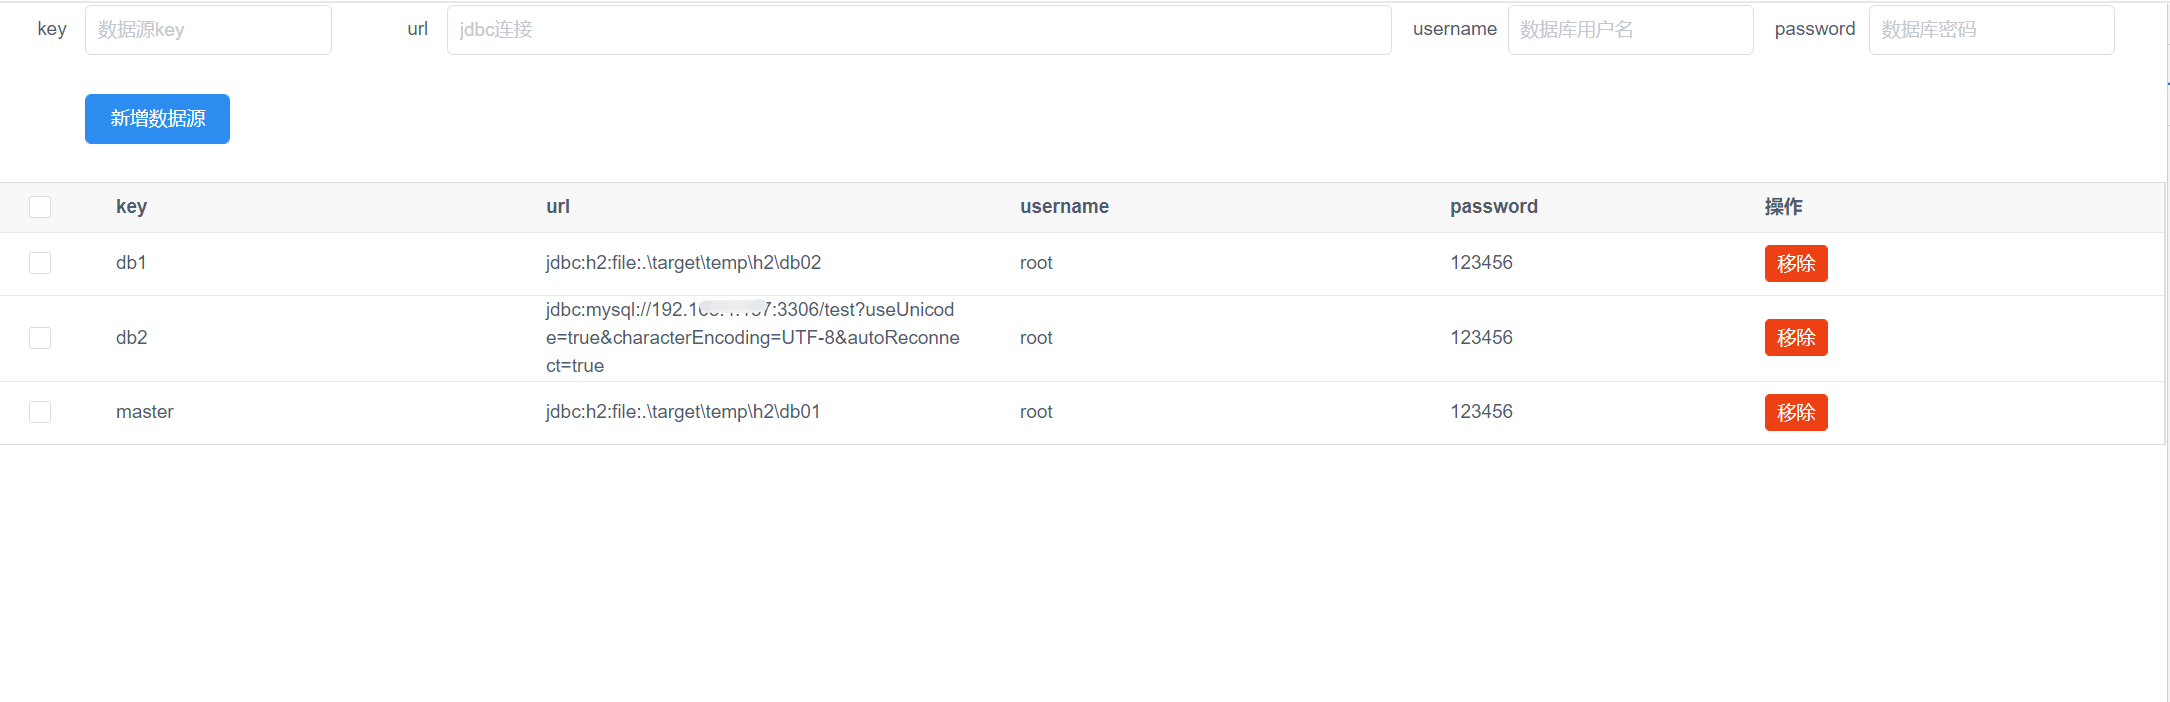 key 数据源key url jdbc连接 username 数据库用户名 password 数据库密码
新增数据源
key url username password 操作
db1 jdbc:h2:file:.\target\temp\h2\db02 root 123456 移除
jdbc:mysql://192.1 7:3306/test?useUnicod
db2 e=true&characterEncoding=UTF-8&autoReconne root 123456 移除
ct=true
master jdbc:h2:file:.\target\temp\h2\db01 root 123456 移除